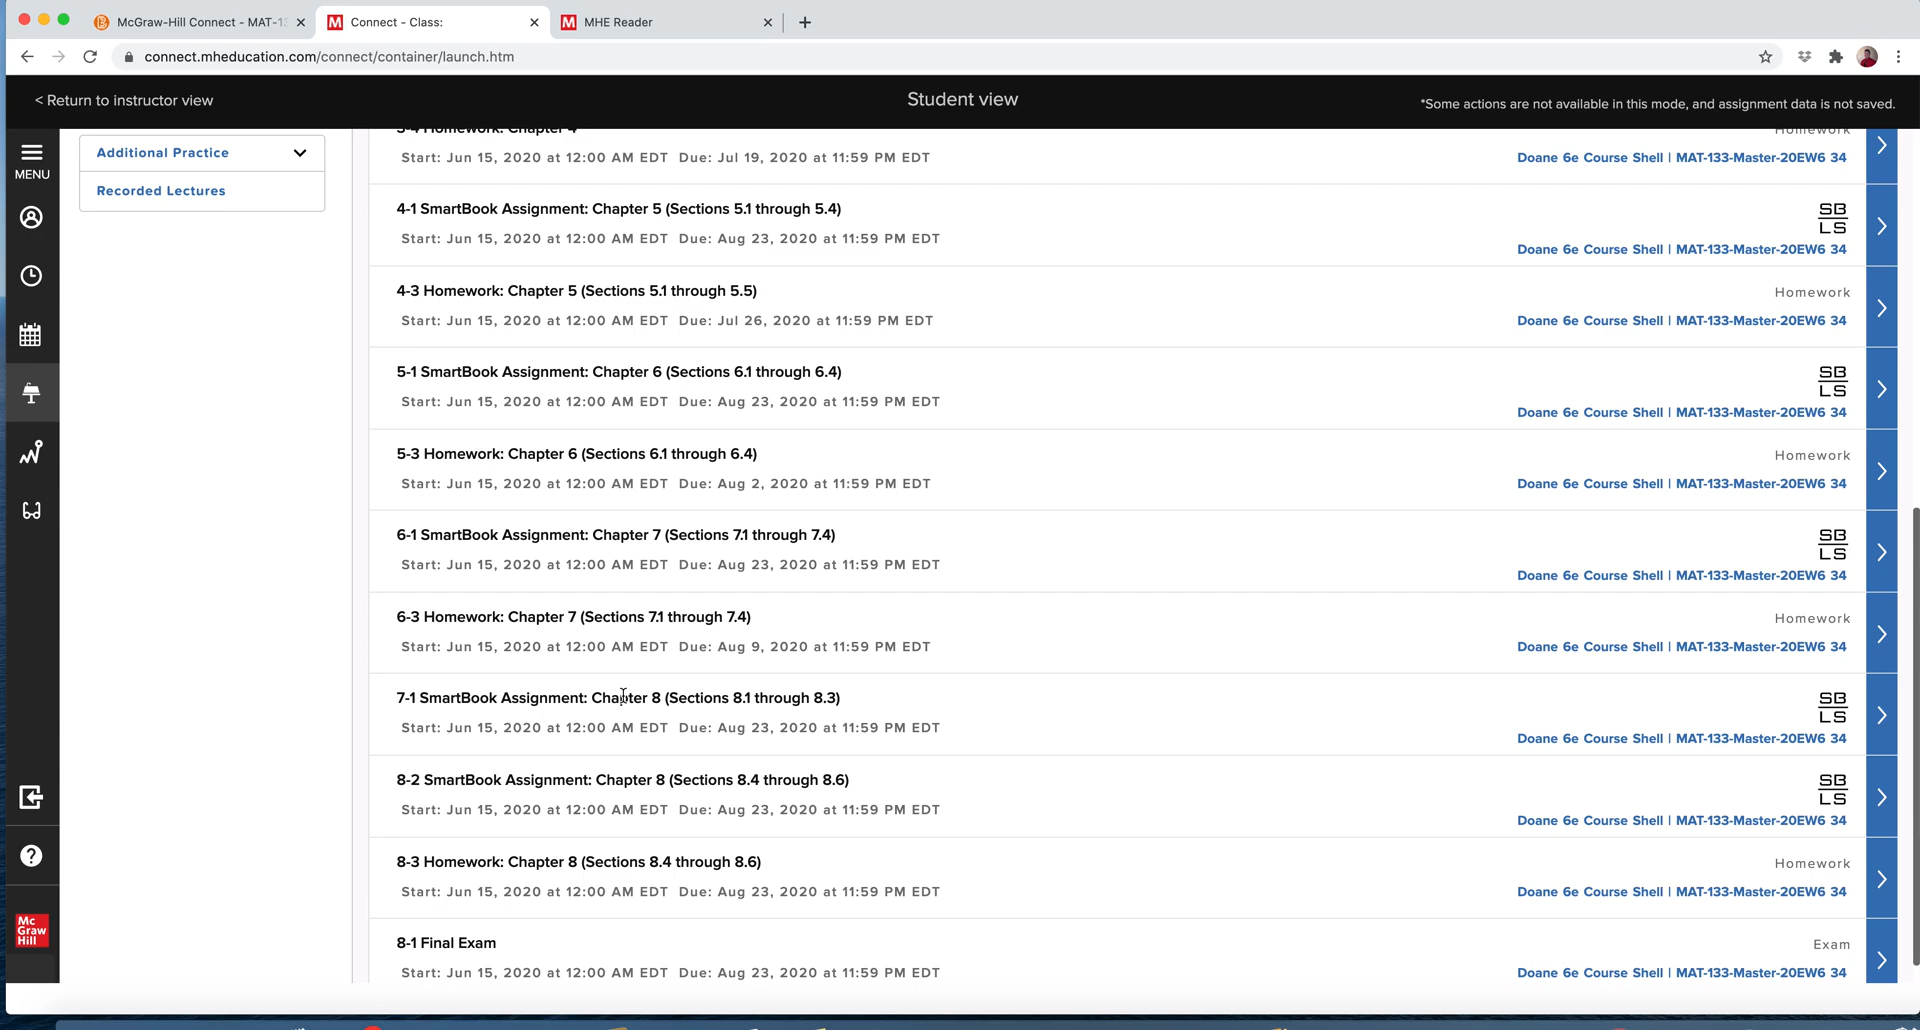 McGraw-Hill Connect - MAT-13
Connect - Class:
MHE Reader
connect.mheducation.com/connect/container/launch.htm
< Return to instructor view
Student view
*Some actions are not available in this mode, and assignment data is not saved.
MENU
Additional Practice
Recorded Lectures
3-4 Homework: Chapter 4
Homework
Start: Jun 15, 2020 at 12:00 AM EDT Due: Jul 19, 2020 at 11:59 PM EDT
Doane 6e Course Shell | MAT-133-Master-20EW6 34
4-1 SmartBook Assignment: Chapter 5 (Sections 5.1 through 5.4)
SB
LS
Start: Jun 15, 2020 at 12:00 AM EDT Due: Aug 23, 2020 at 11:59 PM EDT
Doane 6e Course Shell | MAT-133-Master-20EW6 34
4-3 Homework: Chapter 5 (Sections 5.1 through 5.5)
Homework
Start: Jun 15, 2020 at 12:00 AM EDT Due: Jul 26, 2020 at 11:59 PM EDT
Doane 6e Course Shell | MAT-133-Master-20EW6 34
5-1 SmartBook Assignment: Chapter 6 (Sections 6.1 through 6.4)
SB
LS
Start: Jun 15, 2020 at 12:00 AM EDT Due: Aug 23, 2020 at 11:59 PM EDT
Doane 6e Course Shell | MAT-133-Master-20EW6 34
5-3 Homework: Chapter 6 (Sections 6.1 through 6.4)
Homework
Start: Jun 15, 2020 at 12:00 AM EDT Due: Aug 2, 2020 at 11:59 PM EDT
Doane 6e Course Shell | MAT-133-Master-20EW6 34
6-1 SmartBook Assignment: Chapter 7 (Sections 7.1 through 7.4)
SB
LS
Start: Jun 15, 2020 at 12:00 AM EDT Due: Aug 23, 2020 at 11:59 PM EDT
Doane 6e Course Shell | MAT-133-Master-20EW6 34
6-3 Homework: Chapter 7 (Sections 7.1 through 7.4)
Homework
Start: Jun 15, 2020 at 12:00 AM EDT Due: Aug 9, 2020 at 11:59 PM EDT
Doane 6e Course Shell | MAT-133-Master-20EW6 34
7-1 SmartBook Assignment: Chapter 8 (Sections 8.1 through 8.3)
SB
LS
Start: Jun 15, 2020 at 12:00 AM EDT Due: Aug 23, 2020 at 11:59 PM EDT
Doane 6e Course Shell | MAT-133-Master-20EW6 34
8-2 SmartBook Assignment: Chapter 8 (Sections 8.4 through 8.6)
SB
LS
Start: Jun 15, 2020 at 12:00 AM EDT Due: Aug 23, 2020 at 11:59 PM EDT
Doane 6e Course Shell | MAT-133-Master-20EW6 34
8-3 Homework: Chapter 8 (Sections 8.4 through 8.6)
Homework
Start: Jun 15, 2020 at 12:00 AM EDT Due: Aug 23, 2020 at 11:59 PM EDT
Doane 6e Course Shell | MAT-133-Master-20EW6 34
8-1 Final Exam
Exam
Start: Jun 15, 2020 at 12:00 AM EDT Due: Aug 23, 2020 at 11:59 PM EDT
Doane 6e Course Shell | MAT-133-Master-20EW6 34
Mc
Graw
Hill